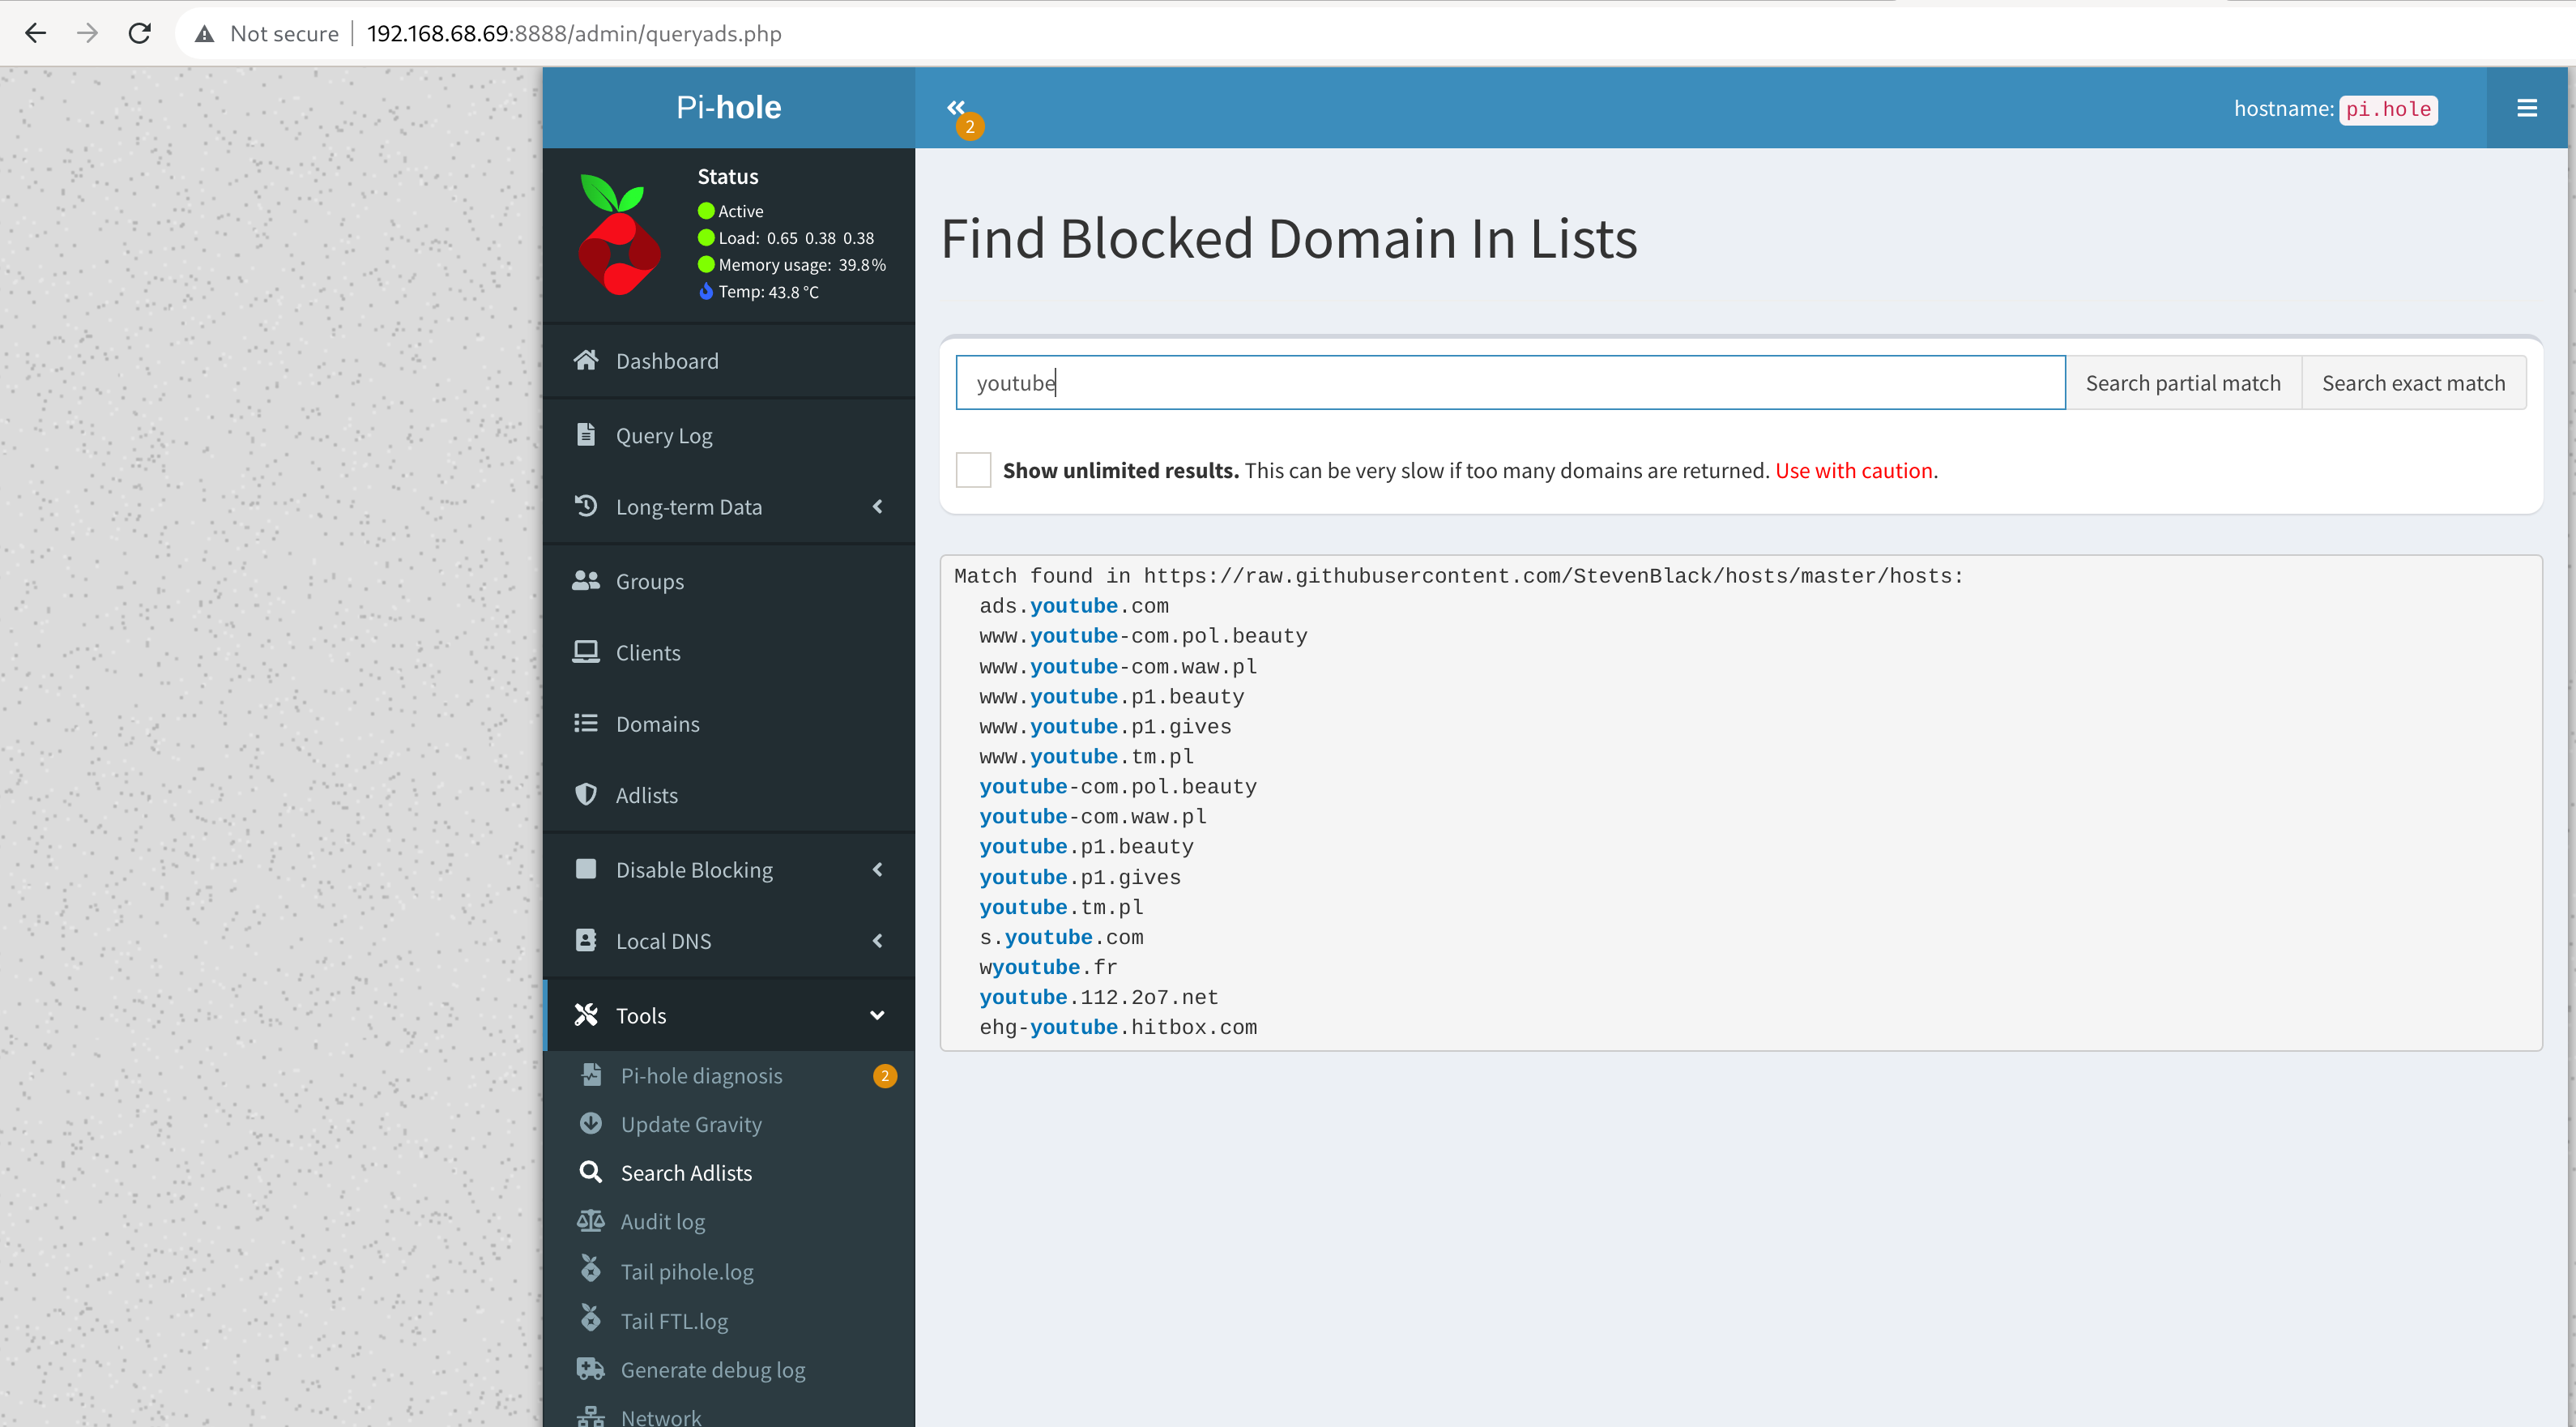 Not secure 192.168.68.69:8888/admin/queryads.php
Pi-hole
2
hostname: pi.hole
Status
Active
Load: 0.65 0.38 0.38
Memory usage: 39.8%
Temp: 43.8 °C
Dashboard
Query Log
Long-term Data
Groups
Clients
Domains
Adlists
Disable Blocking
Local DNS
Tools
Pi-hole diagnosis 2
Update Gravity
Search Adlists
Audit log
Tail pihole.log
Tail FTL.log
Generate debug log
Network
Find Blocked Domain In Lists
youtube Search partial match Search exact match
Show unlimited results. This can be very slow if too many domains are returned. Use with caution.
Match found in https://raw.githubusercontent.com/StevenBlack/hosts/master/hosts:
ads.youtube.com
www.youtube-com.pol.beauty
www.youtube-com.waw.pl
www.youtube.p1.beauty
www.youtube.p1.gives
www.youtube.tm.pl
youtube-com.pol.beauty
youtube-com.waw.pl
youtube.p1.beauty
youtube.p1.gives
youtube.tm.pl
s.youtube.com
wyoutube.fr
youtube.112.2o7.net
ehg-youtube.hitbox.com